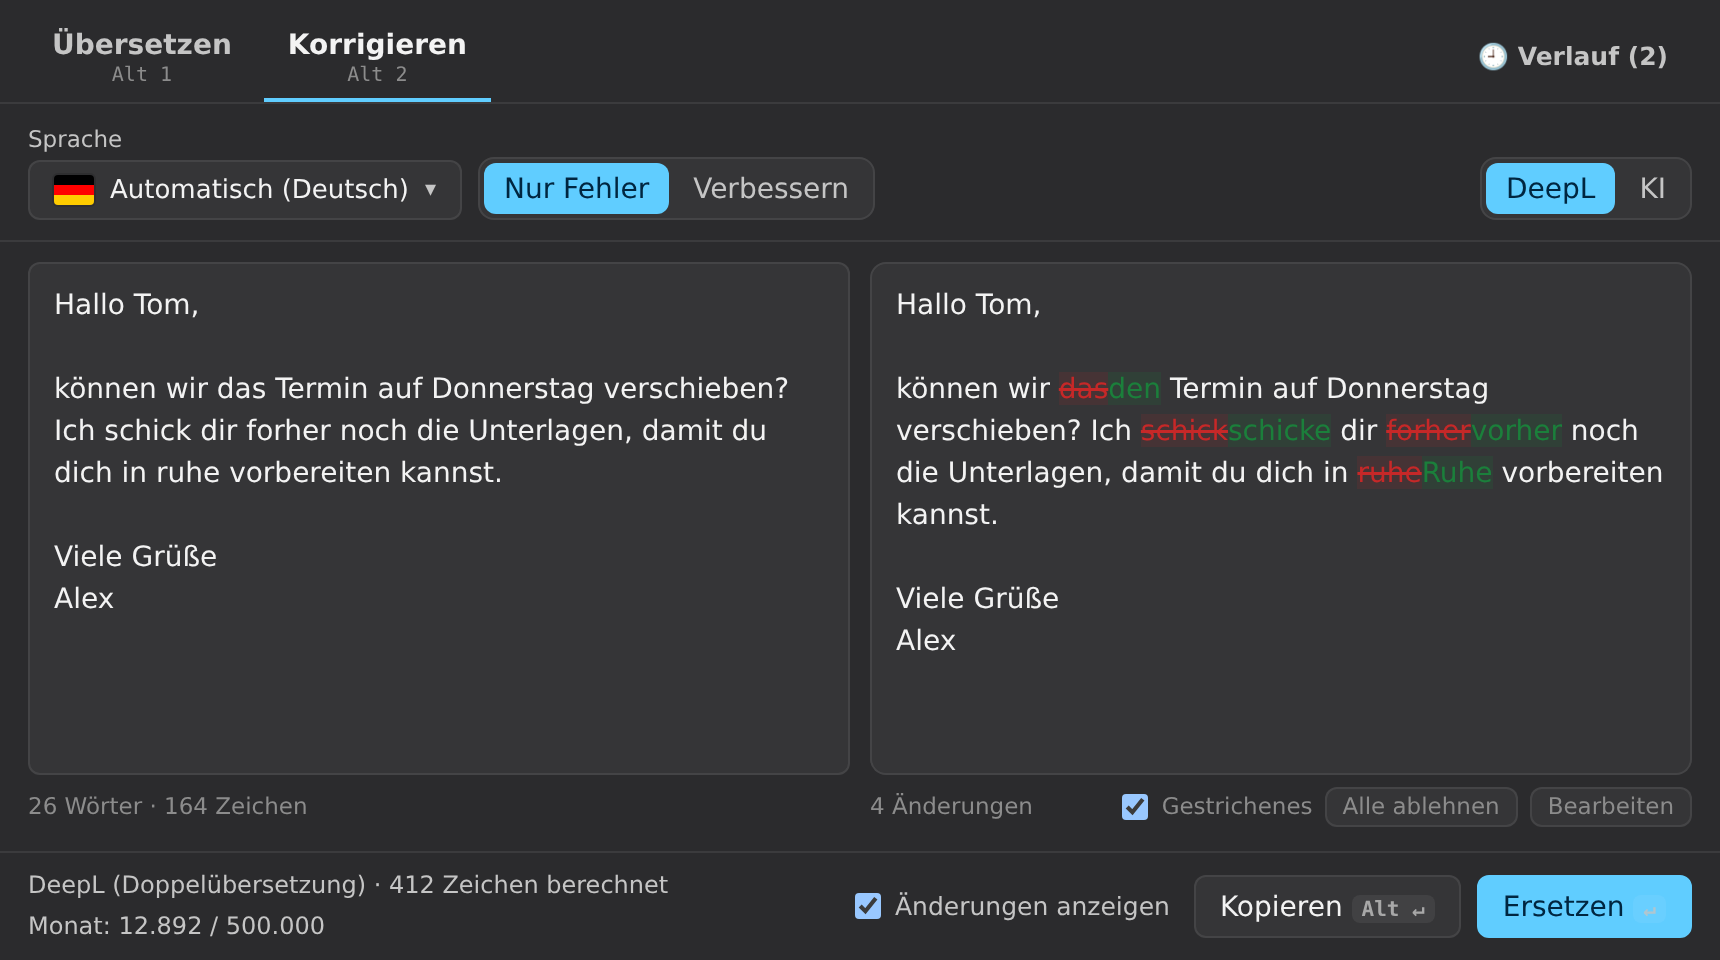 Übersetzen
Alt 1
Korrigieren
Alt 2
Verlauf (2)
Sprache
Automatisch (Deutsch) ▼
Nur Fehler
Verbessern
DeepL
KI
Hallo Tom,
können wir das Termin auf Donnerstag verschieben?
Ich schick dir forher noch die Unterlagen, damit du
dich in ruhe vorbereiten kannst.
Viele Grüße
Alex
Hallo Tom,
können wir dasden Termin auf Donnerstag
verschieben? Ich schickschicke dir forhervorher noch
die Unterlagen, damit du dich in ruheRuhe vorbereiten
kannst.
Viele Grüße
Alex
26 Wörter · 164 Zeichen
4 Änderungen
Gestrichenes
Alle ablehnen
Bearbeiten
DeepL (Doppelübersetzung) · 412 Zeichen berechnet
Monat: 12.892 / 500.000
Änderungen anzeigen
Kopieren Alt ↵
Ersetzen ↵